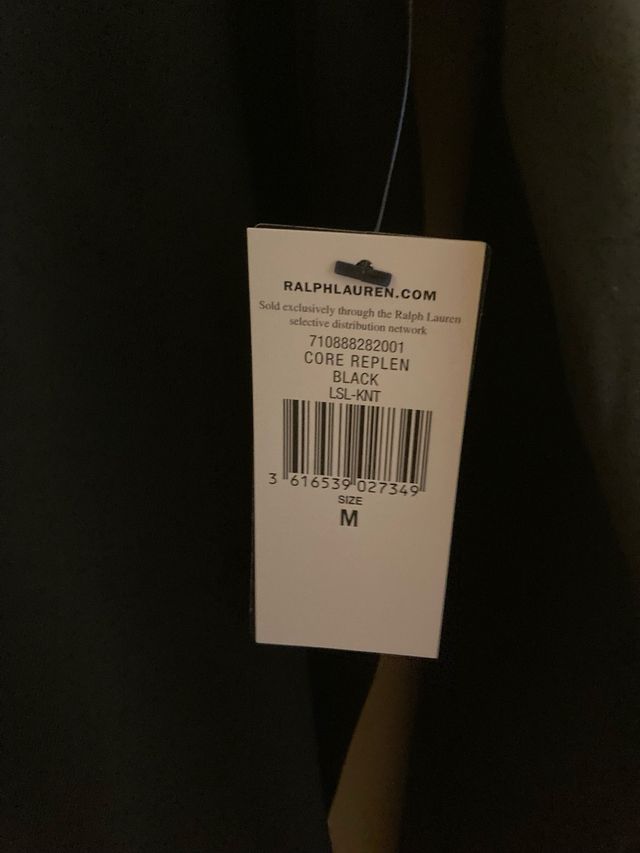 RALPHLAUREN.COM
Sold exclusively through the Ralph Lauren
selective distribution network
710888282001
CORE REPLEN
BLACK
LSL-KNT
3 616539 027349
SIZE
M